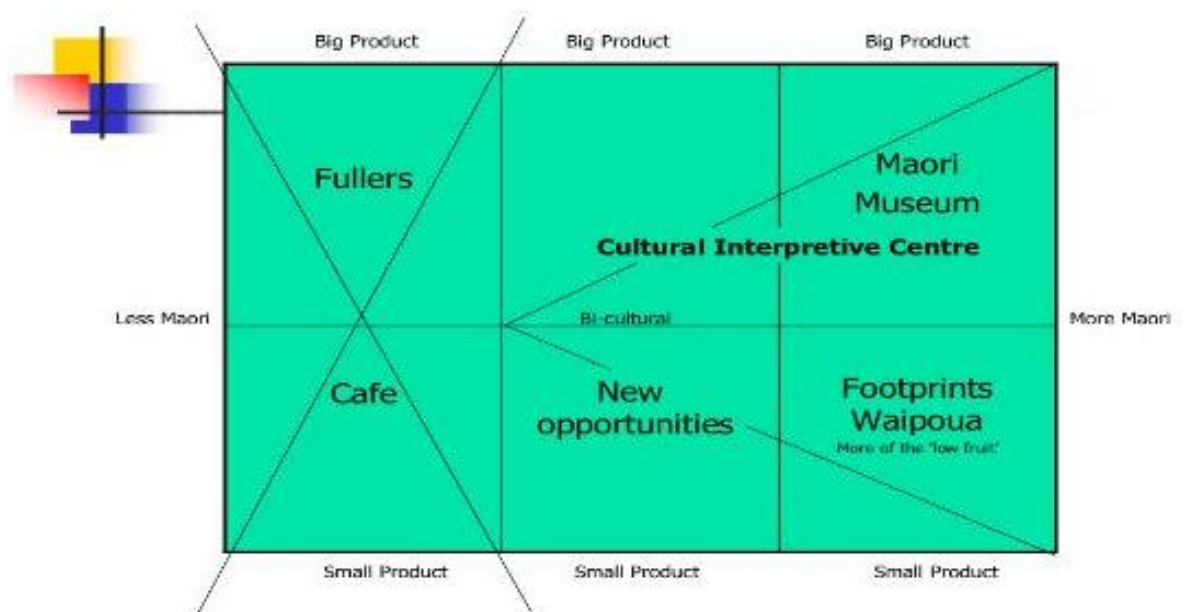 Big Product
Big Product
Big Product
Fullers
Maori
Museum
Cultural Interpretive Centre
Less Maori
Bi-cultural
More Maori
Cafe
New
opportunities
Footprints
Waipoua
More of the 'low fruit'
Small Product
Small Product
Small Product